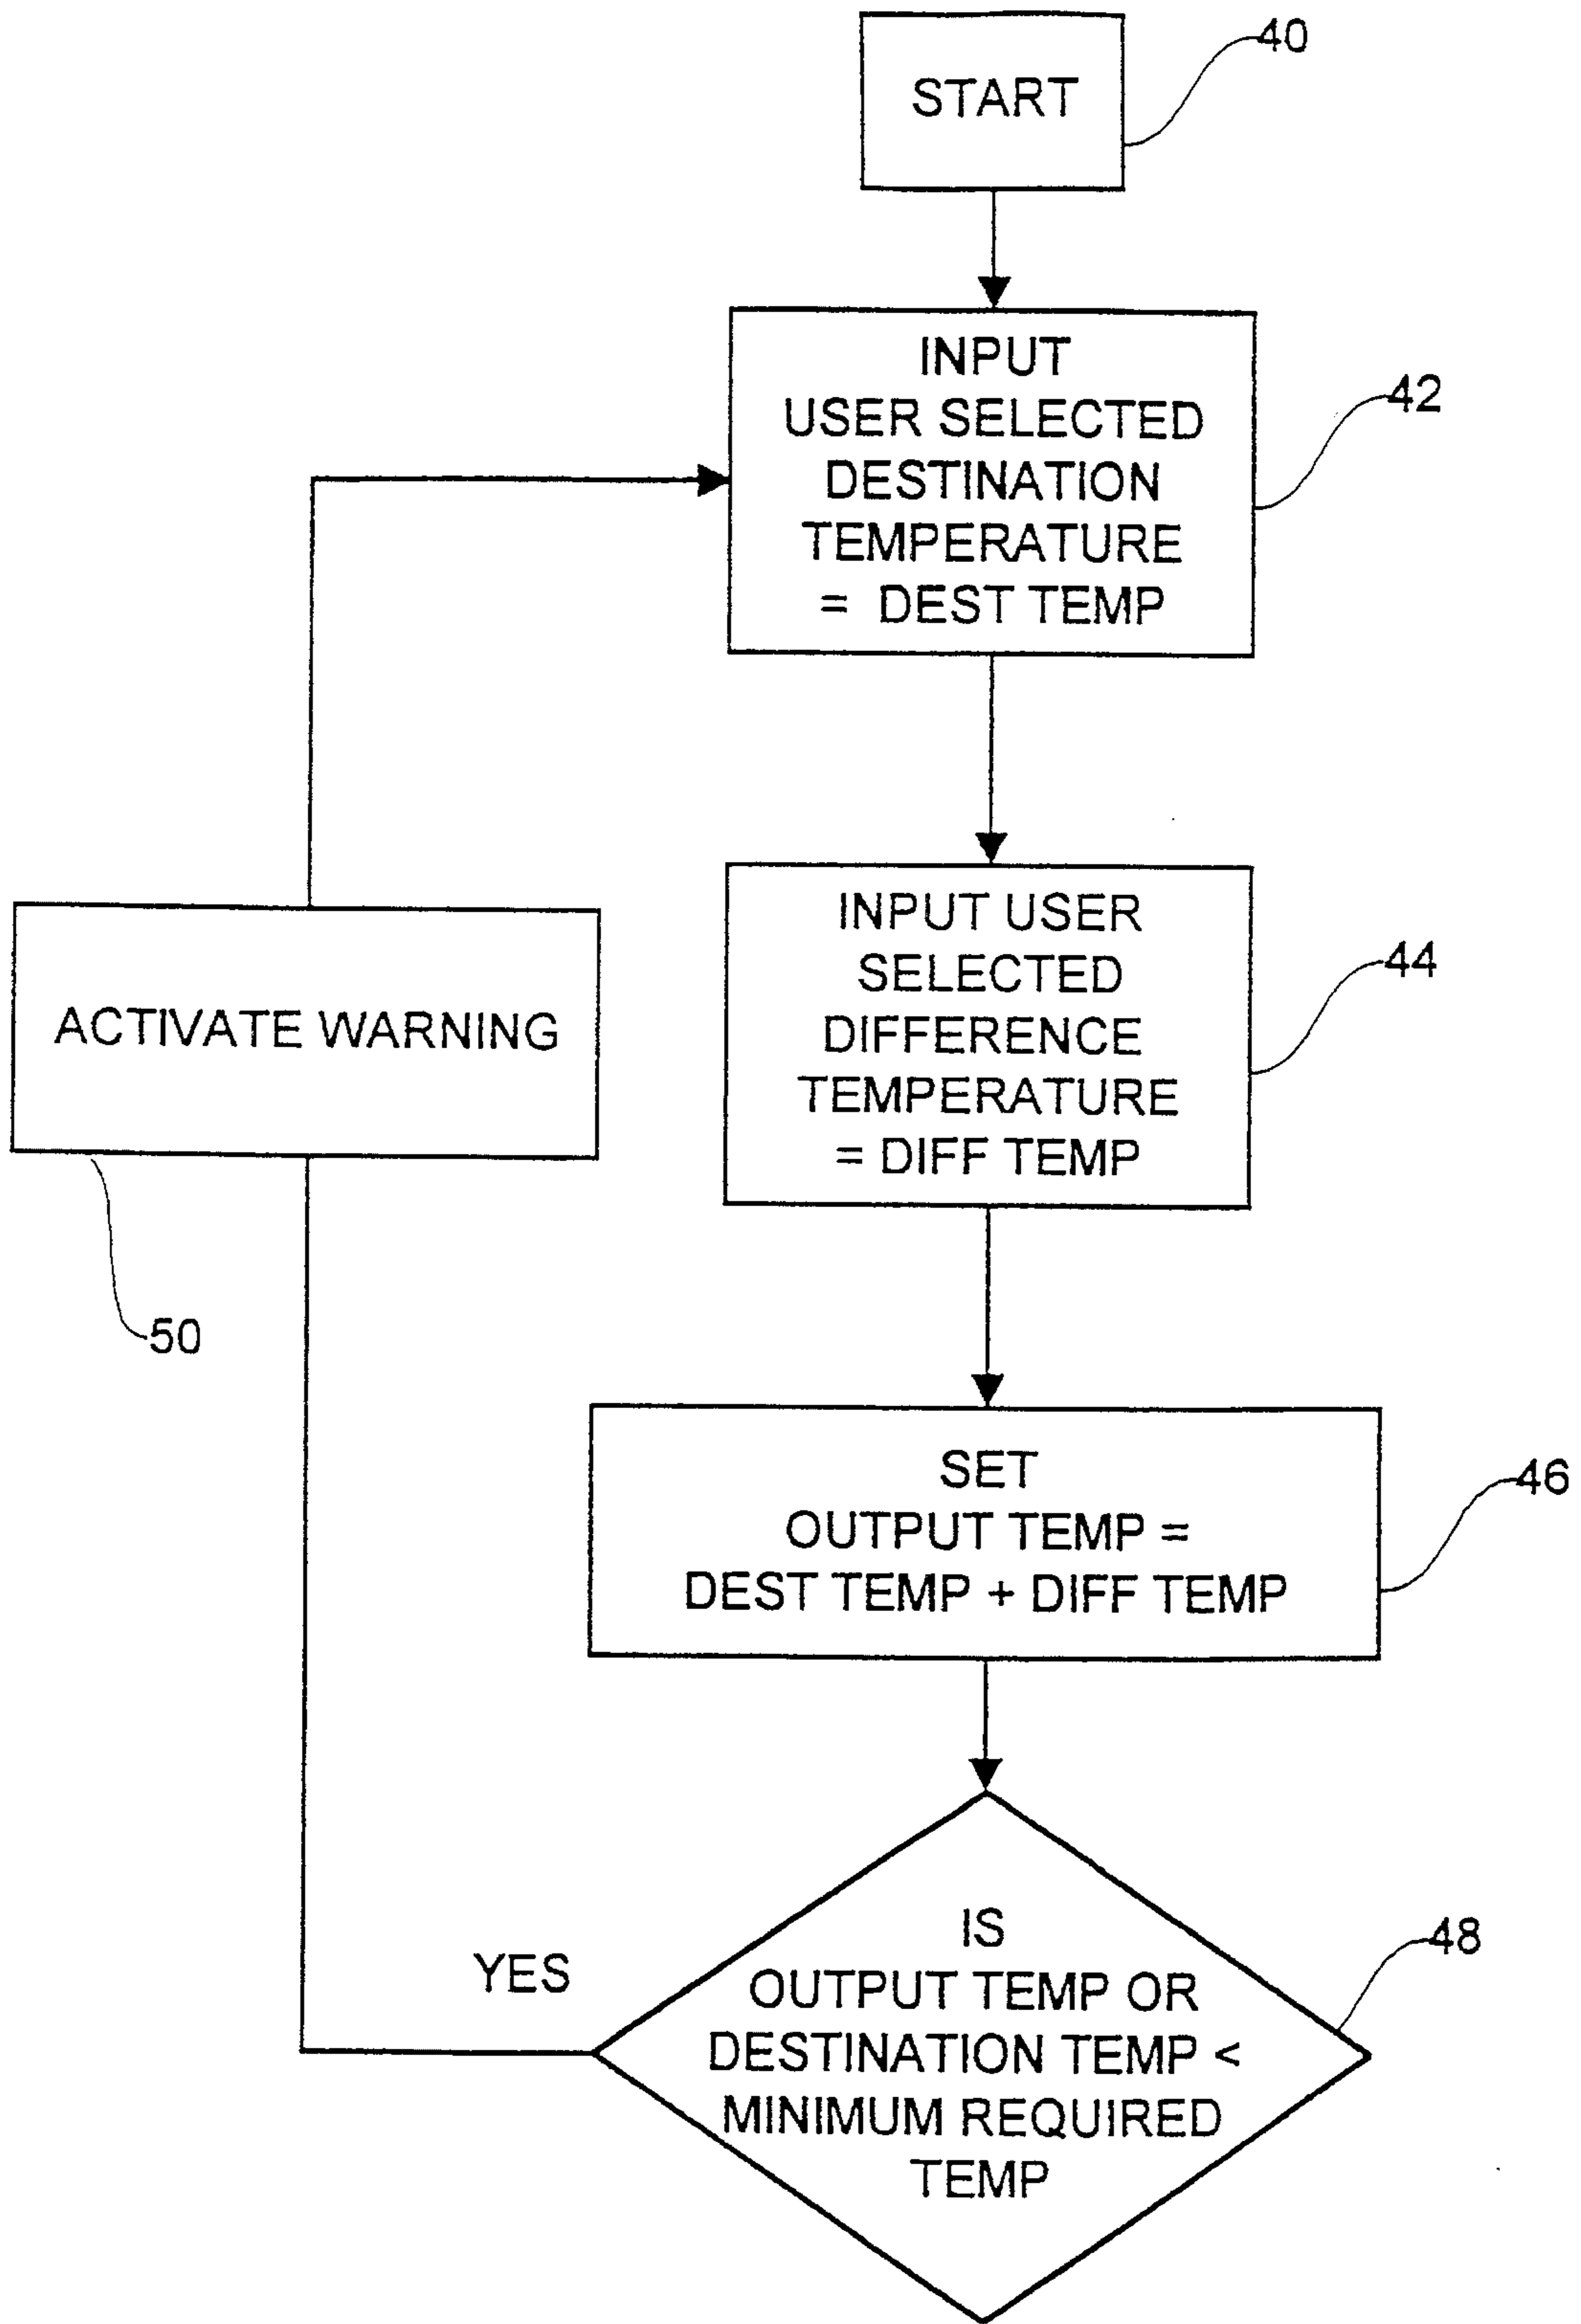 START
40
INPUT
USER SELECTED
DESTINATION
TEMPERATURE
= DEST TEMP
42
INPUT USER
SELECTED
DIFFERENCE
TEMPERATURE
= DIFF TEMP
44
ACTIVATE WARNING
50
SET
OUTPUT TEMP =
DEST TEMP + DIFF TEMP
46
IS
OUTPUT TEMP OR
DESTINATION TEMP <
MINIMUM REQUIRED
TEMP
48
YES